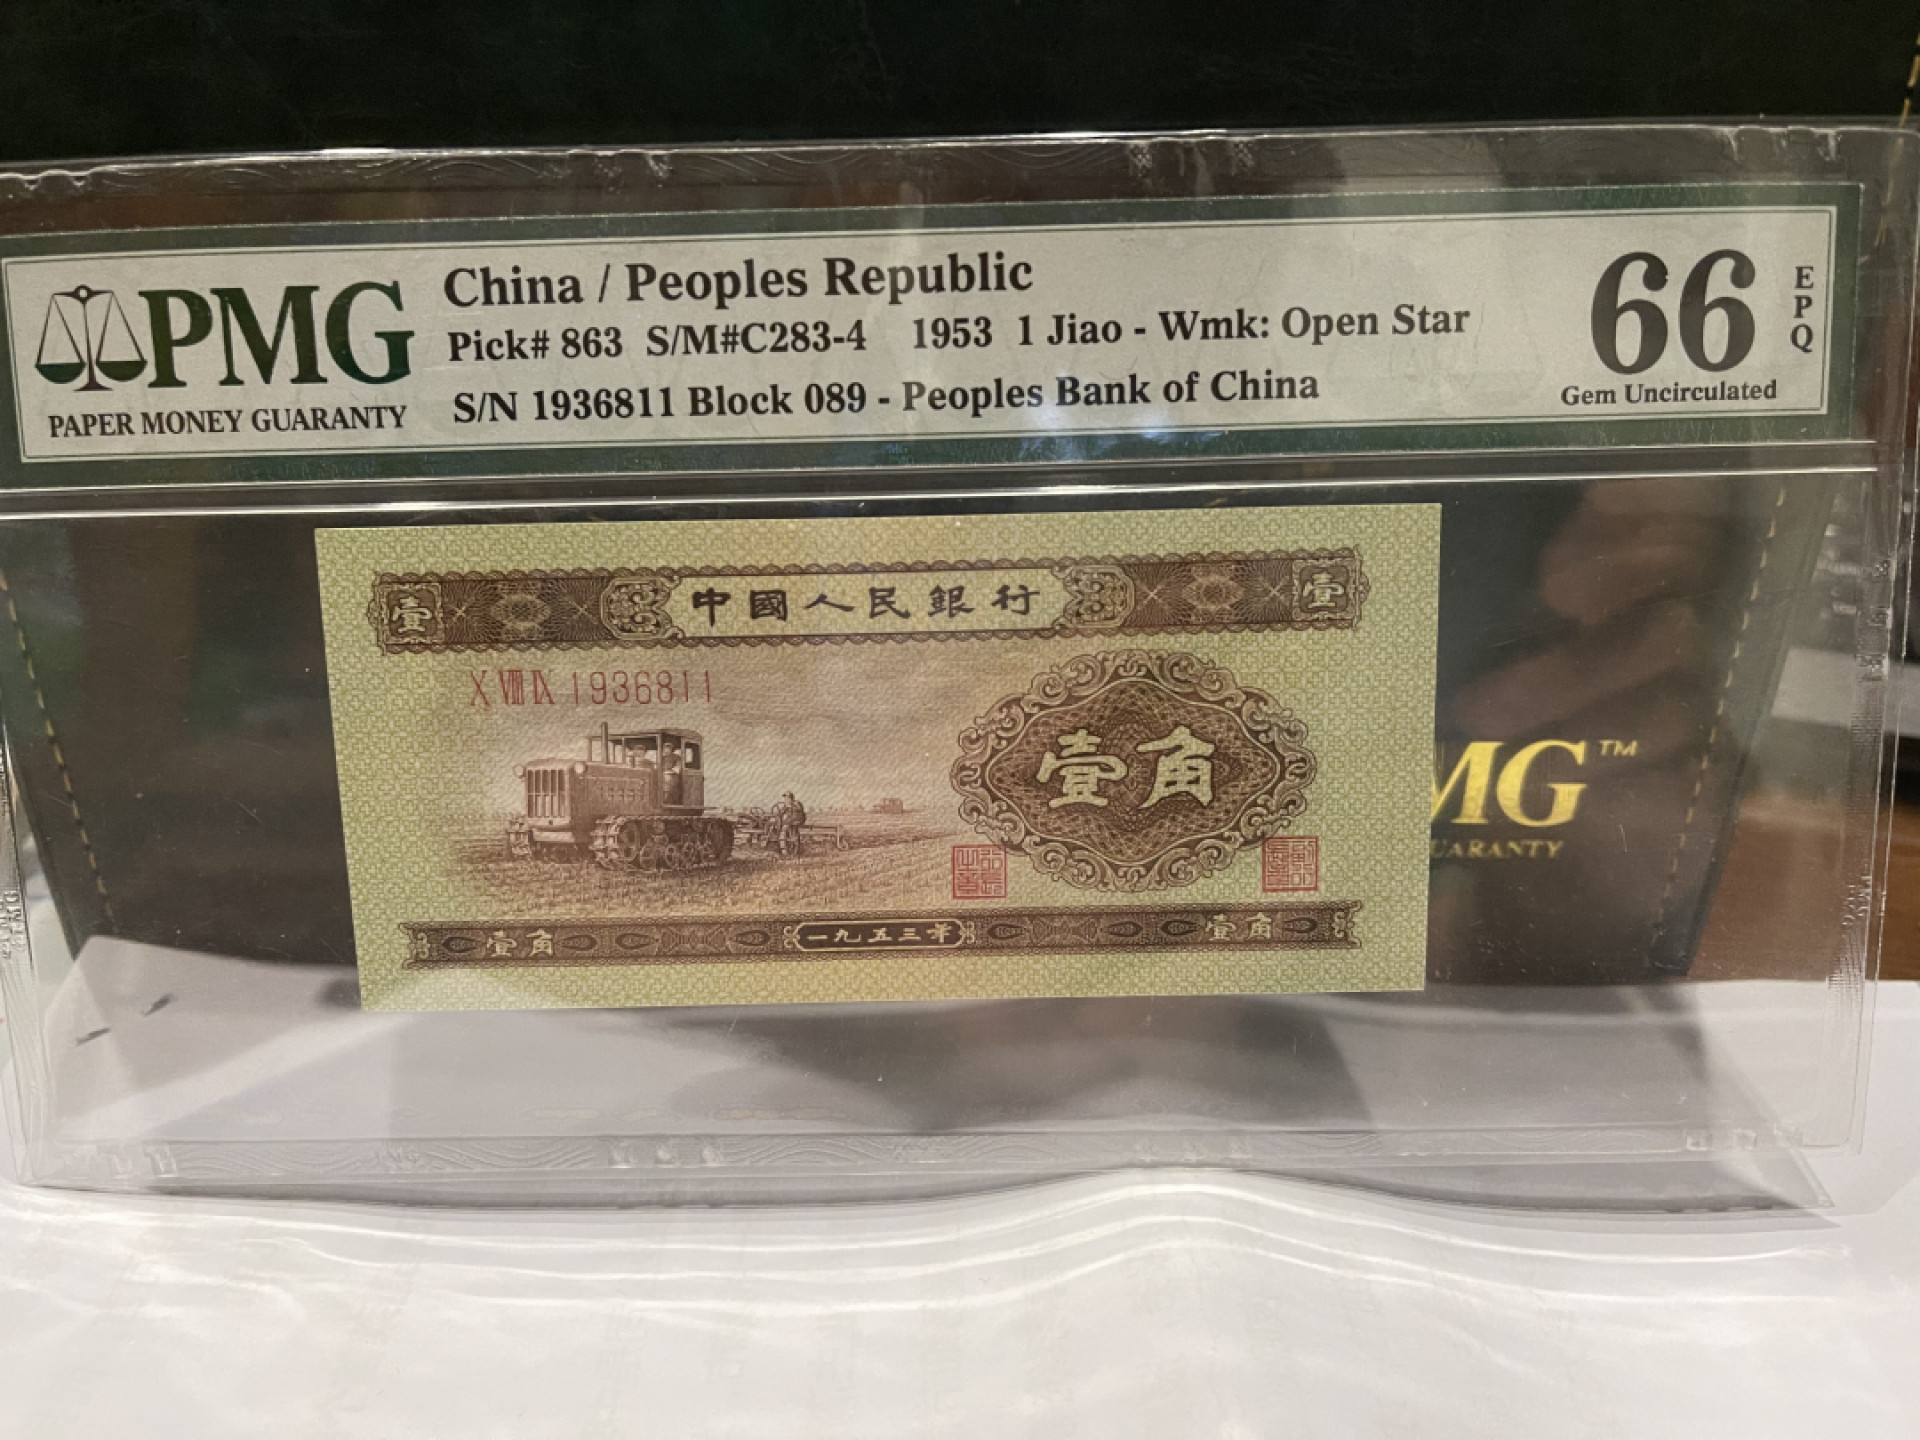 PMG
PAPER MONEY GUARANTY
China / Peoples Republic
Pick# 863 S/M#C283-4 1953 1 Jiao - Wmk: Open Star
S/N 1936811 Block 089 - Peoples Bank of China
66
EPQ
Gem Uncirculated
壹 中國人民銀行 壹
X VIII IX 1936811
壹角
壹角 一九五三年 壹角
MG™
UARANTY